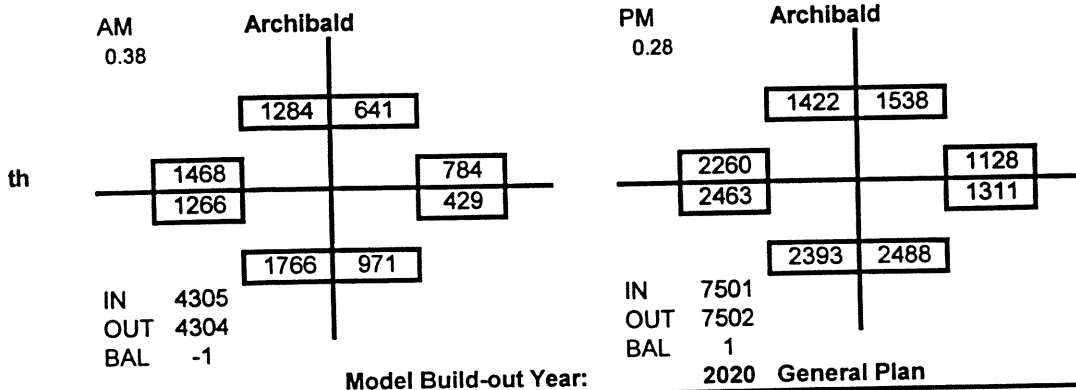 AM Archibald
0.38
1284 641
th
1468 784
1266 429
1766 971
IN 4305
OUT 4304
BAL -1
PM Archibald
0.28
1422 1538
2260 1128
2463 1311
2393 2488
IN 7501
OUT 7502
BAL 1
Model Build-out Year: 2020 General Plan